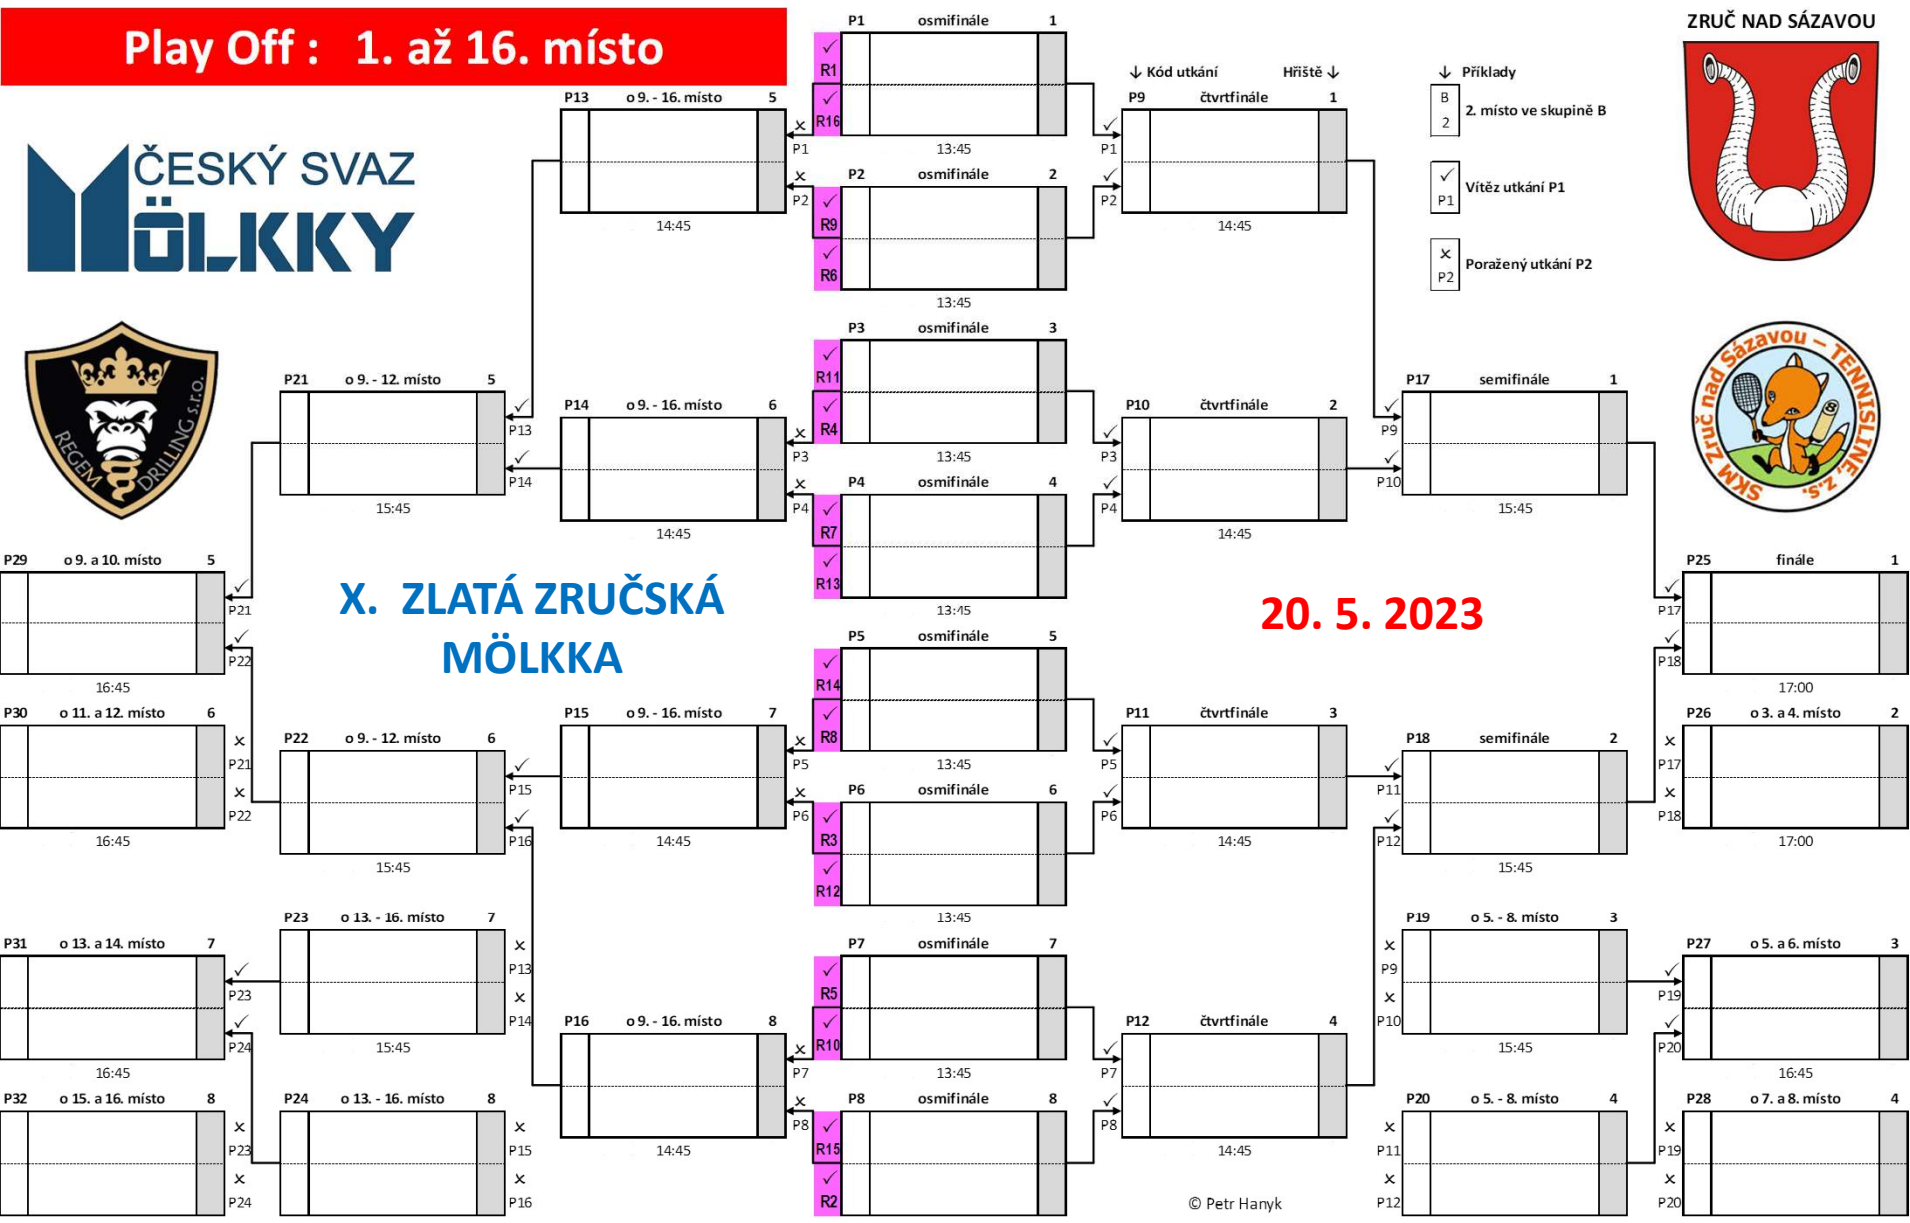 Play Off :   1. až 16. místo
ČESKÝ SVAZ
MÖLKKY
REGEM DRILLING s.r.o.
X.  ZLATÁ ZRUČSKÁ
MÖLKKA
20. 5. 2023
ZRUČ NAD SÁZAVOU
SKM Zruč nad Sázavou – TENNISLINE, z.s.
↓ Kód utkání
Hřiště ↓
↓ Příklady
B
2
2. místo ve skupině B
✓
P1
Vítěz utkání P1
x
P2
Poražený utkání P2
P1 osmifinále 1
✓
R1
✓
R16
13:45
P2 osmifinále 2
✓
R9
✓
R6
13:45
P3 osmifinále 3
✓
R11
✓
R4
13:45
P4 osmifinále 4
✓
R7
✓
R13
13:45
P5 osmifinále 5
✓
R14
✓
R8
13:45
P6 osmifinále 6
✓
R3
✓
R12
13:45
P7 osmifinále 7
✓
R5
✓
R10
13:45
P8 osmifinále 8
✓
R15
✓
R2
P9 čtvrtfinále 1
✓
P1
✓
P2
14:45
P10 čtvrtfinále 2
✓
P3
✓
P4
14:45
P11 čtvrtfinále 3
✓
P5
✓
P6
14:45
P12 čtvrtfinále 4
✓
P7
✓
P8
14:45
P13 o 9. - 16. místo 5
x
P1
x
P2
14:45
P14 o 9. - 16. místo 6
x
P3
x
P4
14:45
P15 o 9. - 16. místo 7
x
P5
x
P6
14:45
P16 o 9. - 16. místo 8
x
P7
x
P8
14:45
P17 semifinále 1
✓
P9
✓
P10
15:45
P18 semifinále 2
✓
P11
✓
P12
15:45
P19 o 5. - 8. místo 3
x
P9
x
P10
15:45
P20 o 5. - 8. místo 4
x
P11
x
P12
P21 o 9. - 12. místo 5
✓
P13
✓
P14
15:45
P22 o 9. - 12. místo 6
✓
P15
✓
P16
15:45
P23 o 13. - 16. místo 7
x
P13
x
P14
15:45
P24 o 13. - 16. místo 8
x
P15
x
P16
P25 finále 1
✓
P17
✓
P18
17:00
P26 o 3. a 4. místo 2
x
P17
x
P18
17:00
P27 o 5. a 6. místo 3
✓
P19
✓
P20
16:45
P28 o 7. a 8. místo 4
x
P19
x
P20
P29 o 9. a 10. místo 5
✓
P21
✓
P22
16:45
P30 o 11. a 12. místo 6
x
P21
x
P22
16:45
P31 o 13. a 14. místo 7
✓
P23
✓
P24
16:45
P32 o 15. a 16. místo 8
x
P23
x
P24
© Petr Hanyk